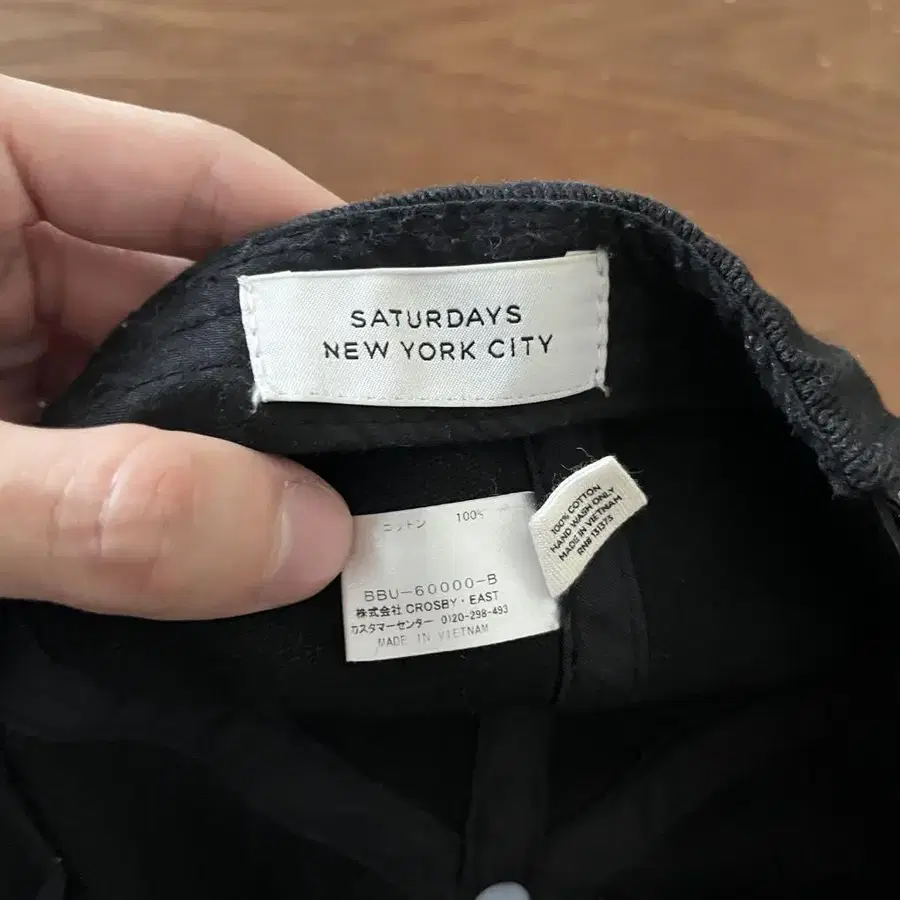 SATURDAYS
NEW YORK CITY
コットン 100%
BBU-60000-B
株式会社 CROSBY・EAST
カスタマーセンター 0120-298-493
MADE IN VIETNAM
100% COTTON
HAND WASH ONLY
MADE IN VIETNAM
RN# 131373